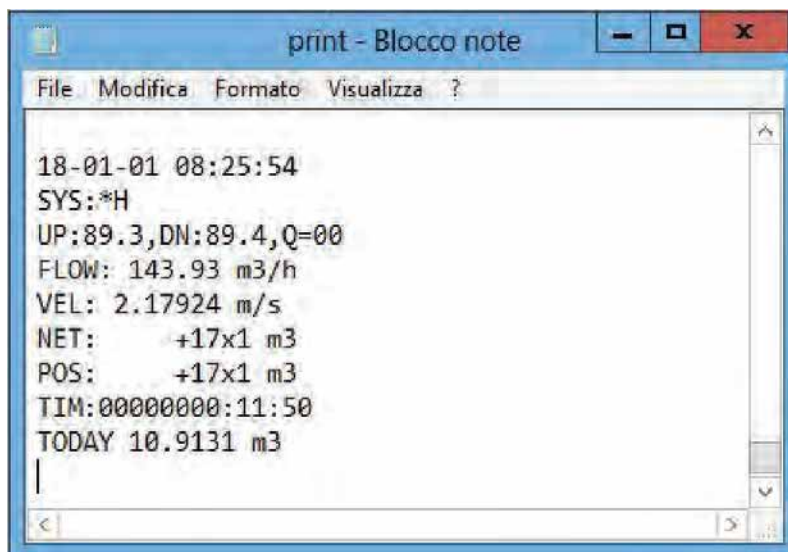 print - Blocco note
File Modifica Formato Visualizza ?
18-01-01 08:25:54
SYS:*H
UP:89.3,DN:89.4,Q=00
FLOW: 143.93 m3/h
VEL: 2.17924 m/s
NET:     +17x1 m3
POS:     +17x1 m3
TIM:00000000:11:50
TODAY 10.9131 m3